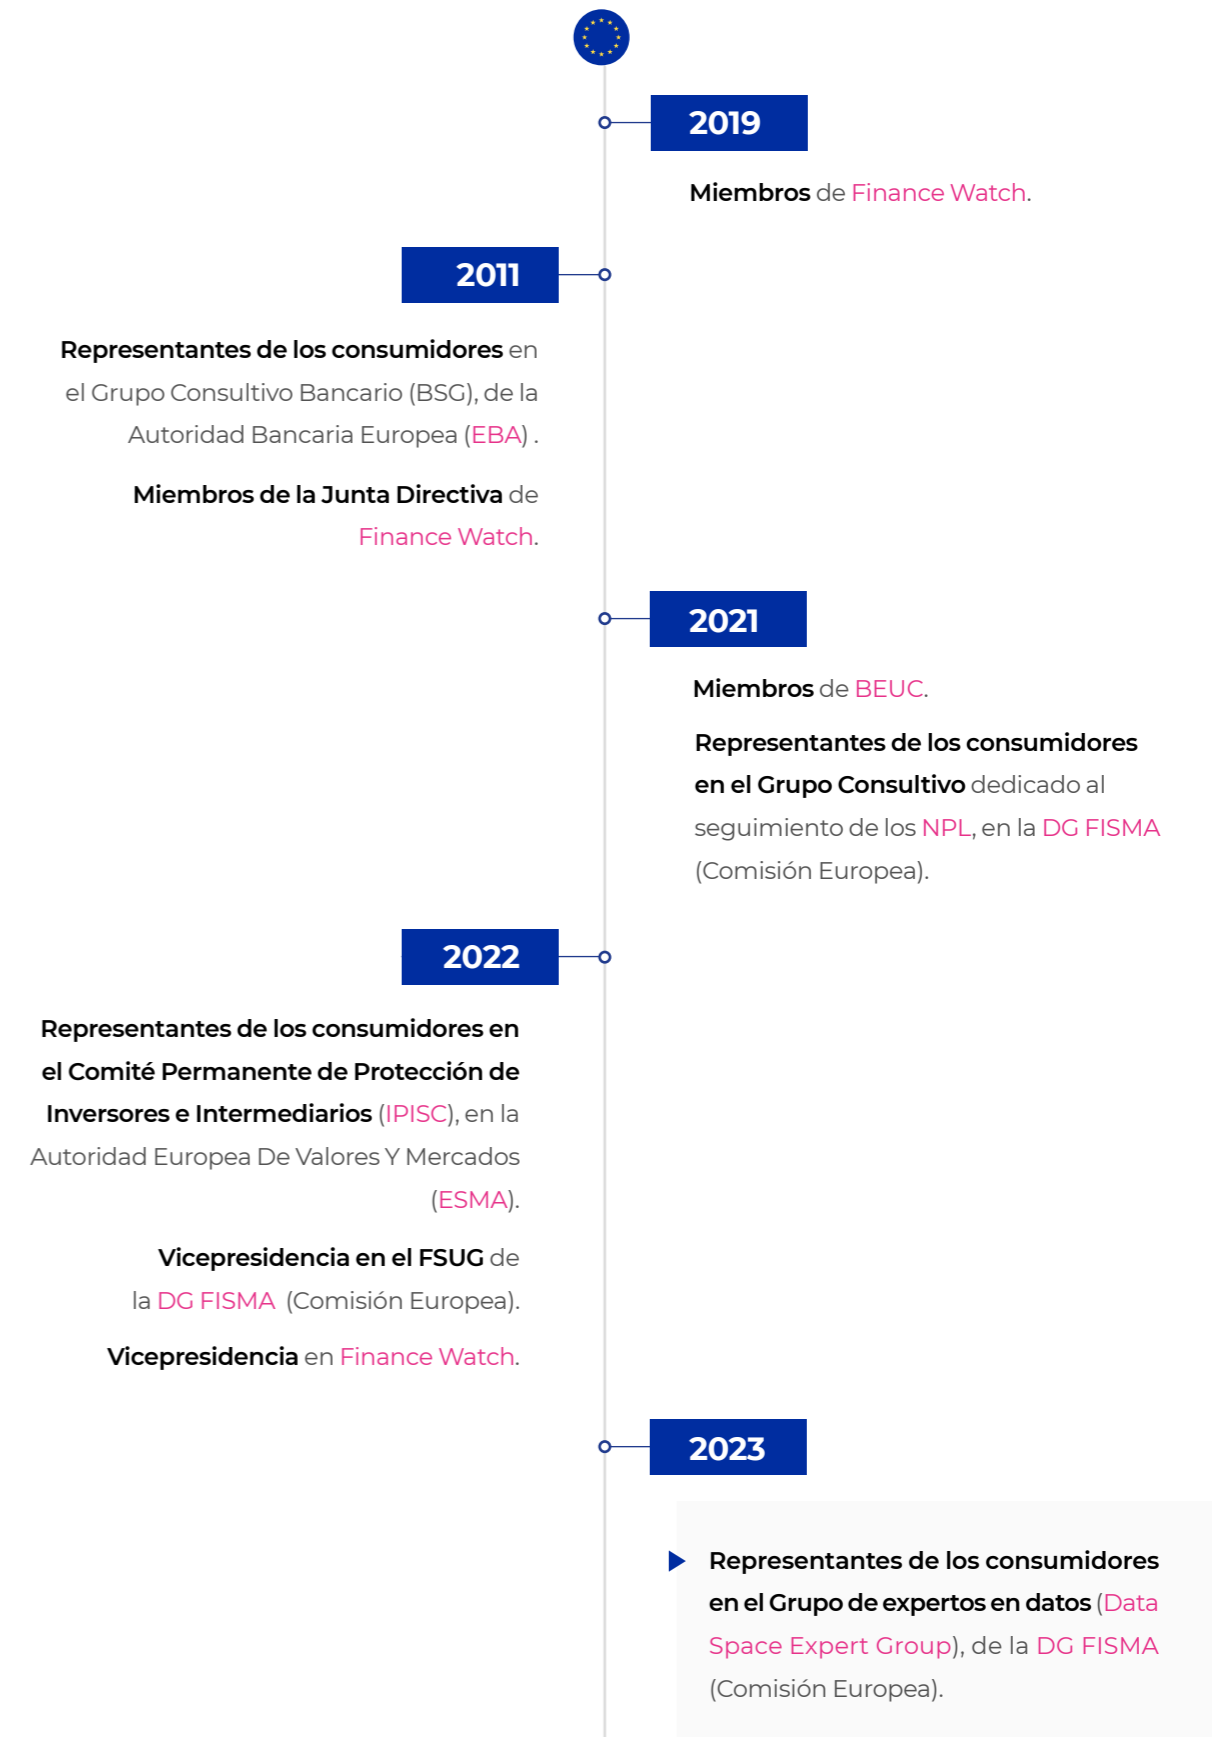 2019
Miembros de Finance Watch.
2011
Representantes de los consumidores en
el Grupo Consultivo Bancario (BSG), de la
Autoridad Bancaria Europea (EBA) .
Miembros de la Junta Directiva de
Finance Watch.
2021
Miembros de BEUC.
Representantes de los consumidores
en el Grupo Consultivo dedicado al
seguimiento de los NPL, en la DG FISMA
(Comisión Europea).
2022
Representantes de los consumidores en
el Comité Permanente de Protección de
Inversores e Intermediarios (IPISC), en la
Autoridad Europea De Valores Y Mercados
(ESMA).
Vicepresidencia en el FSUG de
la DG FISMA (Comisión Europea).
Vicepresidencia en Finance Watch.
2023
Representantes de los consumidores
en el Grupo de expertos en datos (Data
Space Expert Group), de la DG FISMA
(Comisión Europea).